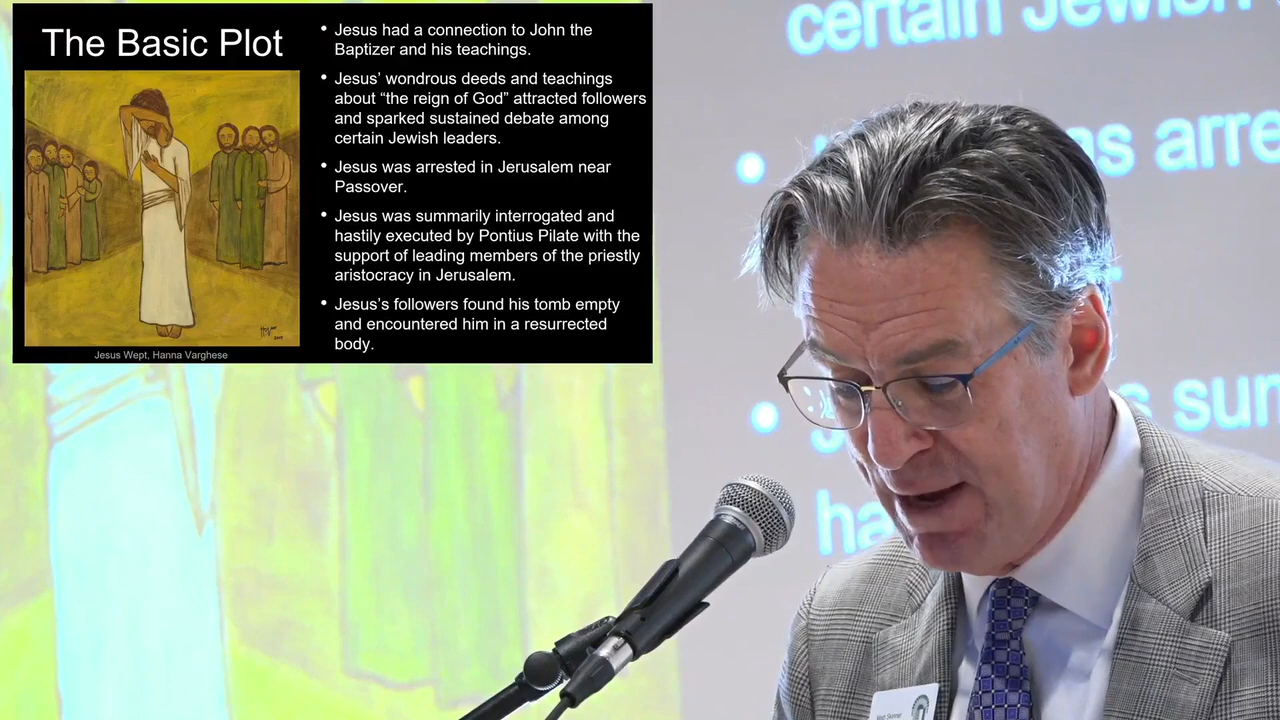 The Basic Plot
Jesus Wept, Hanna Varghese
• Jesus had a connection to John the
Baptizer and his teachings.
• Jesus’ wondrous deeds and teachings
about “the reign of God” attracted followers
and sparked sustained debate among
certain Jewish leaders.
• Jesus was arrested in Jerusalem near
Passover.
• Jesus was summarily interrogated and
hastily executed by Pontius Pilate with the
support of leading members of the priestly
aristocracy in Jerusalem.
• Jesus’s followers found his tomb empty
and encountered him in a resurrected
body.
certain Jewish
as arre
sur
ha